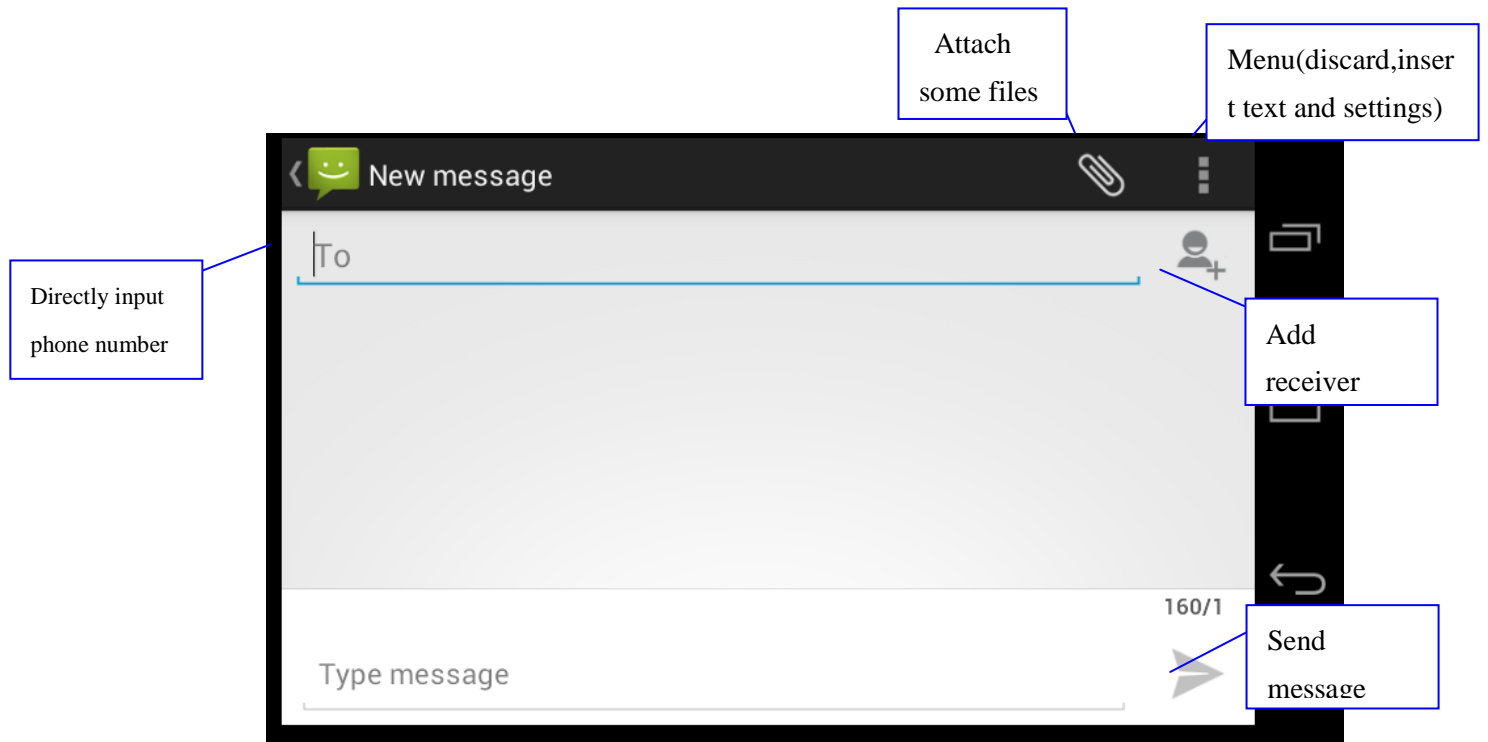 Attach
some files
Menu(discard,inser
t text and settings)
New message
To
Directly input
phone number
Add
receiver
160/1
Type message
Send
message